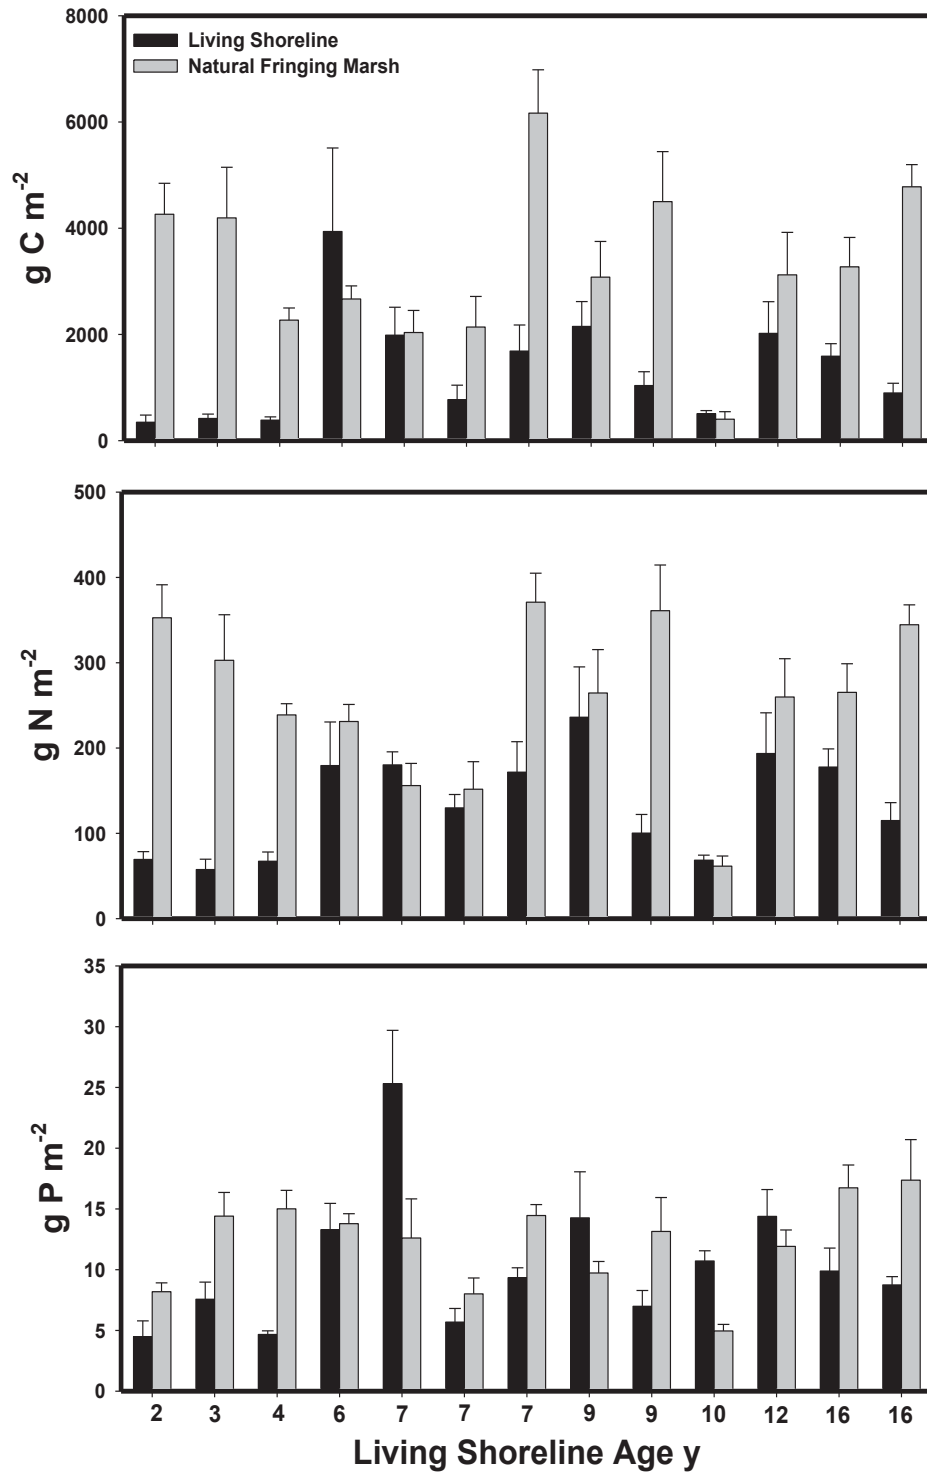 8000
Living Shoreline
Natural Fringing Marsh
6000
4000
2000
0
g C m-2
500
400
300
200
100
0
g N m-2
35
30
25
20
15
10
5
0
g P m-2
2 3 4 6 7 7 7 9 9 10 12 16 16
Living Shoreline Age y